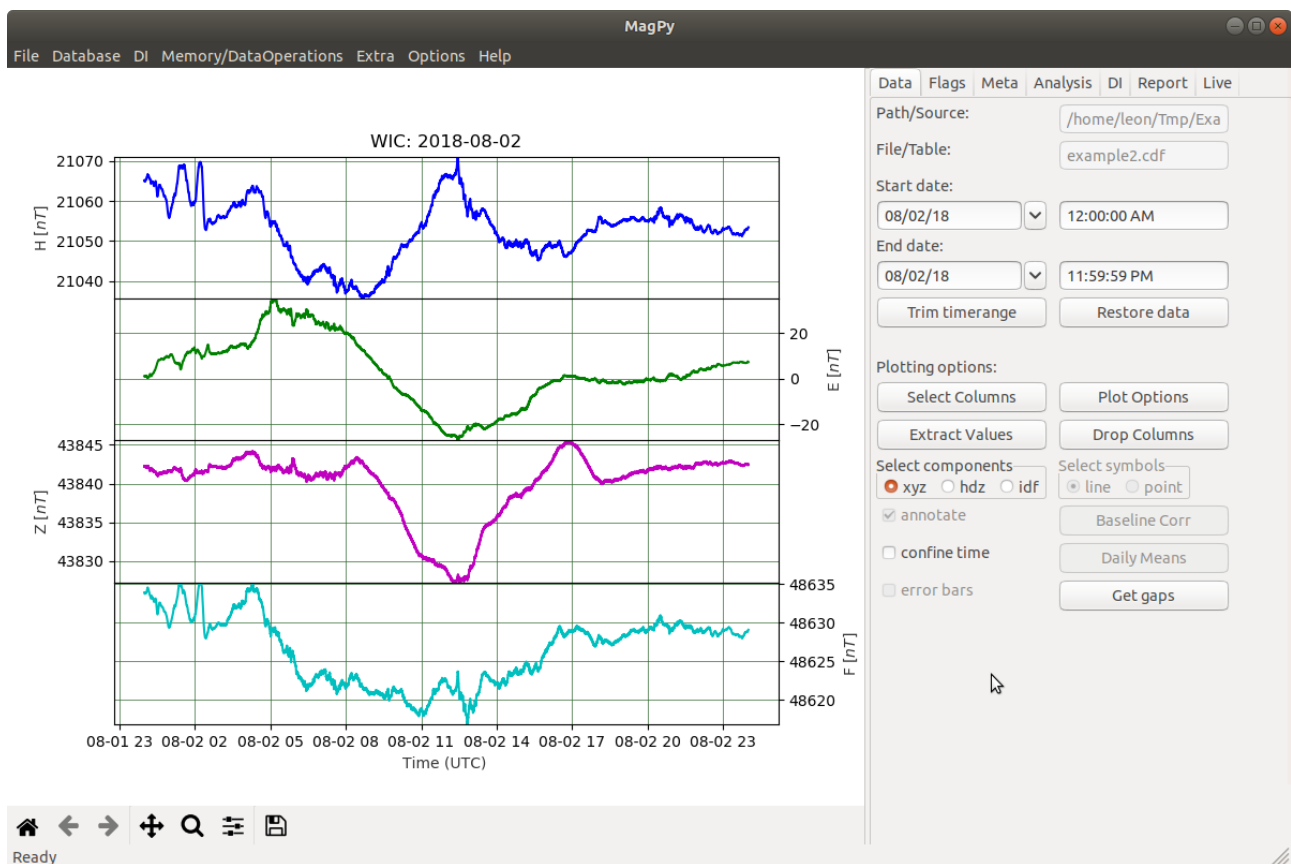 MagPy
File Database DI Memory/DataOperations Extra Options Help
WIC: 2018-08-02
21070
21060
21050
21040
H [nT]
20
0
−20
E [nT]
43845
43840
43835
43830
Z [nT]
48635
48630
48625
48620
F [nT]
08-01 23 08-02 02 08-02 05 08-02 08 08-02 11 08-02 14 08-02 17 08-02 20 08-02 23
Time (UTC)
Data Flags Meta Analysis DI Report Live
Path/Source: /home/leon/Tmp/Exa
File/Table: example2.cdf
Start date:
08/02/18 12:00:00 AM
End date:
08/02/18 11:59:59 PM
Trim timerange Restore data
Plotting options:
Select Columns Plot Options
Extract Values Drop Columns
Select components Select symbols
xyz hdz idf line point
annotate Baseline Corr
confine time Daily Means
error bars Get gaps
Ready